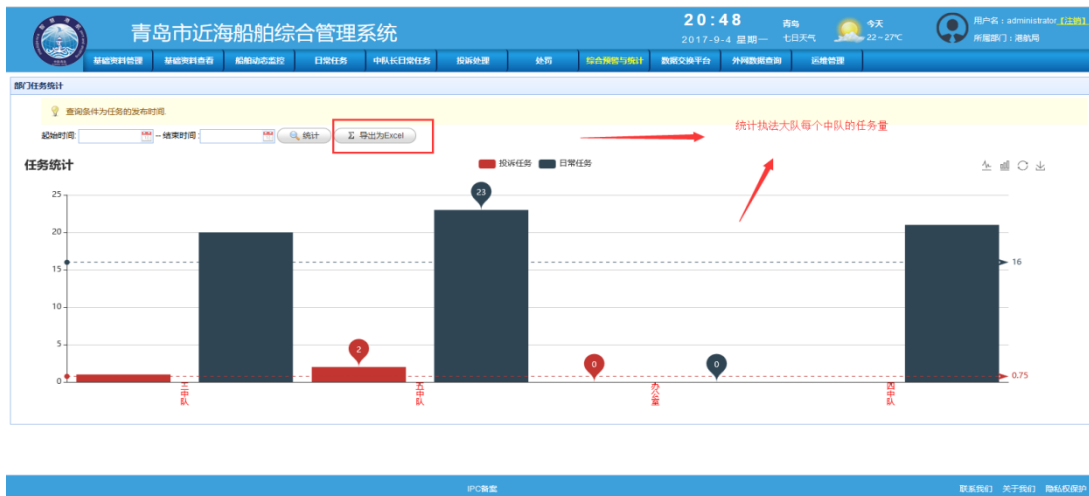 青岛市近海船舶综合管理系统
20:48
2017-9-4 星期一
青岛
七日天气
今天
22~27℃
用户名：administrator【注销】
所属部门：港航局
基础资料管理 基础资料查看 船舶动态监控 日常任务 中队长日常任务 投诉处理 处罚 综合预警与统计 数据交换平台 外网数据查询 运维管理
部门任务统计
查询条件为任务的发布时间.
起始时间: -- 结束时间: 统计 导出为Excel
统计执法大队每个中队的任务量
任务统计
投诉任务 日常任务
25
20
15
10
5
0
23
2
0
0
16
0.75
三中队
五中队
办公室
四中队
IPC备案
联系我们 关于我们 隐私权保护